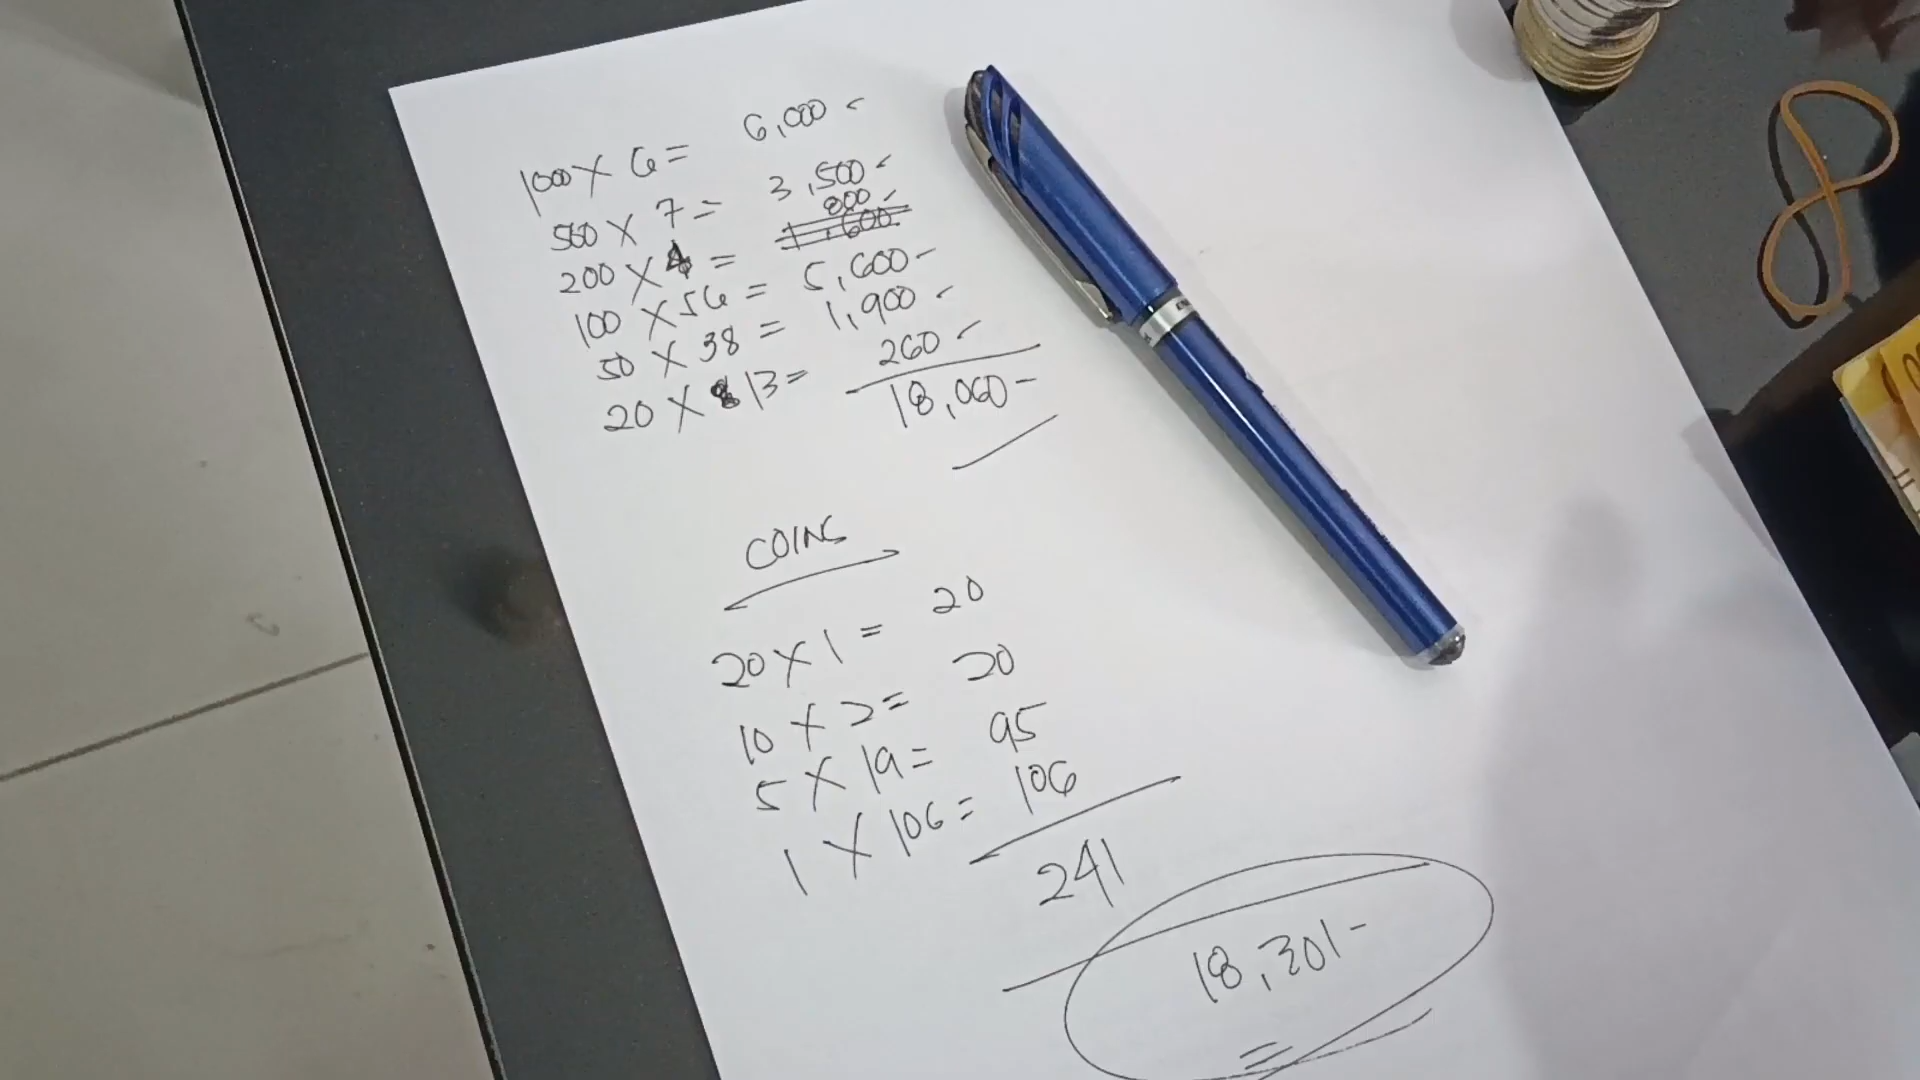 1000 X 6 = 6,000 -
500 X 7 = 3,500 -
800 -
200 X 4 = 1,600 -
100 X 56 = 5,600 -
50 X 38 = 1,900 -
20 X 13 = 260 -
18,060 -
COINS
20 X 1 = 20
10 X 2 = 20
5 X 19 = 95
1 X 106 = 106
241
18,301 -